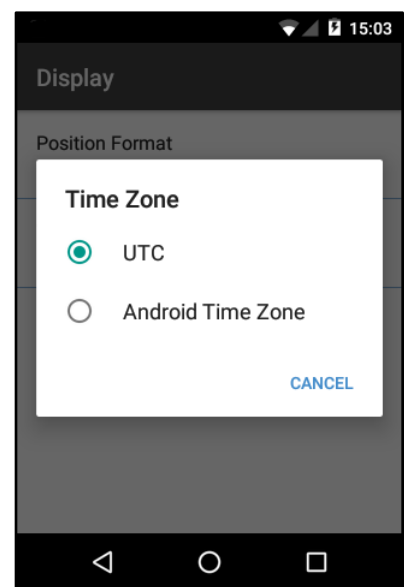 15:03
Display
Position Format
Time Zone
UTC
Android Time Zone
CANCEL